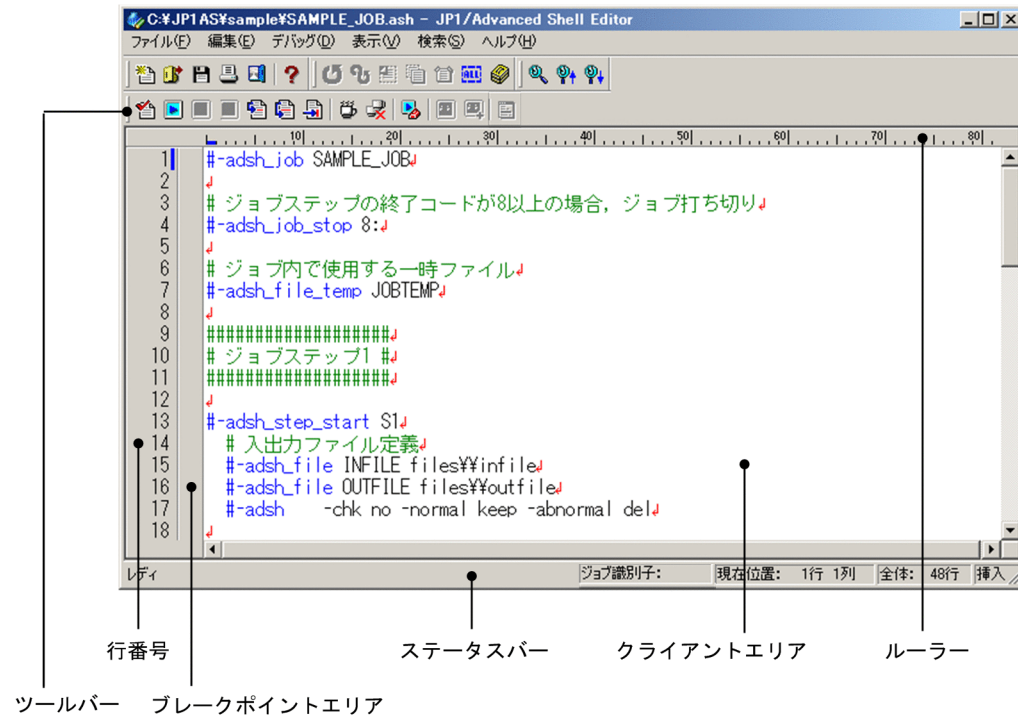 C:¥JP1AS¥sample¥SAMPLE_JOB.ash - JP1/Advanced Shell Editor
ファイル(F) 編集(E) デバッグ(D) 表示(V) 検索(S) ヘルプ(H)
ALL
10 20 30 40 50 60 70 80
1 #-adsh_job SAMPLE_JOB
2
3 # ジョブステップの終了コードが8以上の場合，ジョブ打ち切り
4 #-adsh_job_stop 8:
5
6 # ジョブ内で使用する一時ファイル
7 #-adsh_file_temp JOBTEMP
8
9 ###################
10 # ジョブステップ1 #
11 ###################
12
13 #-adsh_step_start S1
14 # 入出力ファイル定義
15 #-adsh_file INFILE files¥¥infile
16 #-adsh_file OUTFILE files¥¥outfile
17 #-adsh -chk no -normal keep -abnormal del
18
レディ ジョブ識別子: 現在位置: 1行 1列 全体: 48行 挿入
行番号 ステータスバー クライアントエリア ルーラー
ツールバー ブレークポイントエリア